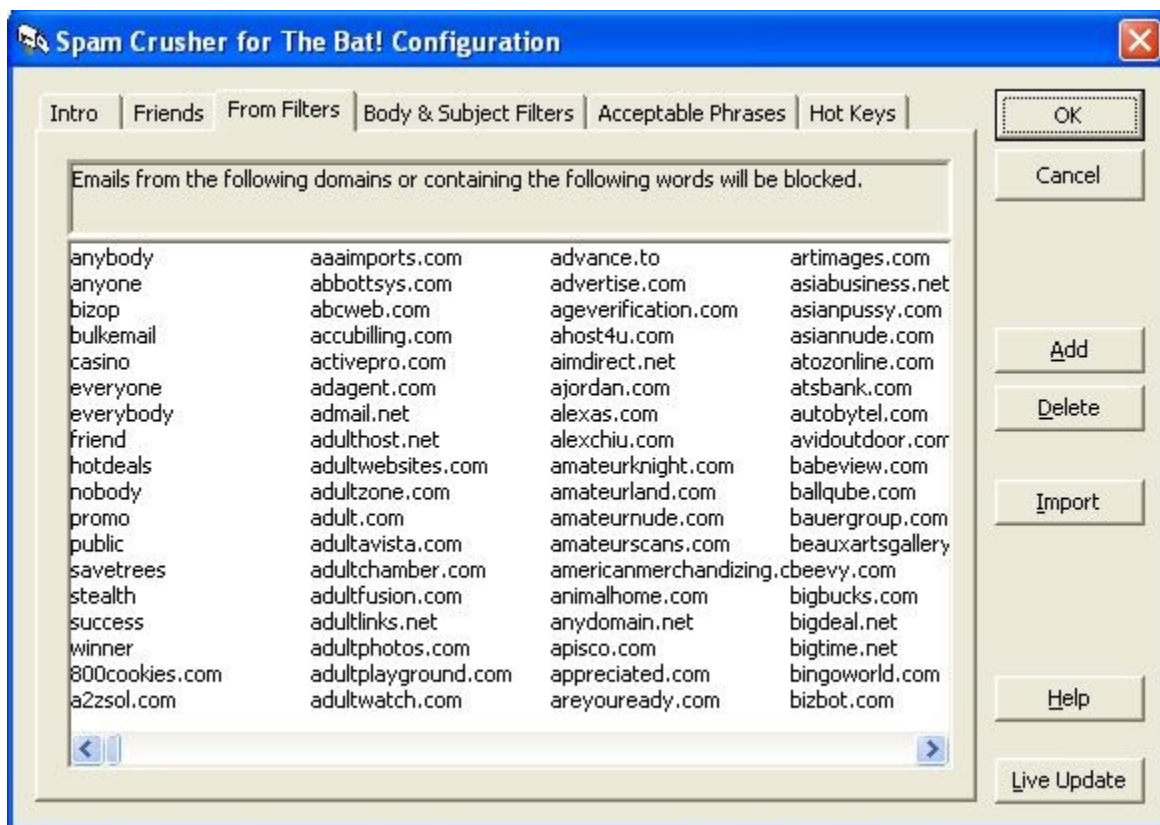 Spam Crusher for The Bat! Configuration
Intro Friends From Filters Body & Subject Filters Acceptable Phrases Hot Keys
OK
Cancel
Emails from the following domains or containing the following words will be blocked.
anybody aaaimports.com advance.to artimages.com
anyone abbottsys.com advertise.com asiabusiness.net
bizop abcweb.com ageverification.com asianpussy.com
bulkemail accubilling.com ahost4u.com asiannude.com
casino activepro.com aimdirect.net atozonline.com
everyone adagent.com ajordan.com atsbank.com
everybody admail.net alexas.com autobytel.com
friend adulthost.net alexchiu.com avidoutdoor.com
hotdeals adultwebsites.com amateurknight.com babeview.com
nobody adultzone.com amateurland.com ballqube.com
promo adult.com amateurnude.com bauergroup.com
public adultavista.com amateurscans.com beauxartsgallery
savetrees adultchamber.com americanmerchandizing.c beevy.com
stealth adultfusion.com animalhome.com bigbucks.com
success adultlinks.net anydomain.net bigdeal.net
winner adultphotos.com apisco.com bigtime.net
800cookies.com adultplayground.com appreciated.com bingoworld.com
a2zsol.com adultwatch.com areyouready.com bizbot.com
Add
Delete
Import
Help
Live Update